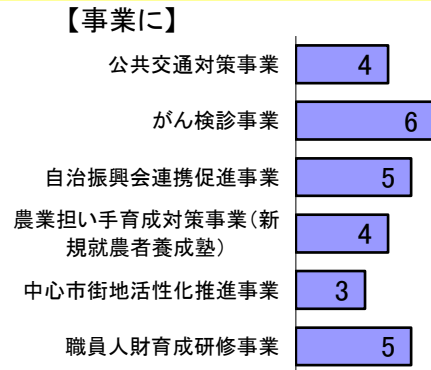 【事業に】
公共交通対策事業 4
がん検診事業 6
自治振興会連携促進事業 5
農業担い手育成対策事業（新
規就農者養成塾） 4
中心市街地活性化推進事業 3
職員人財育成研修事業 5